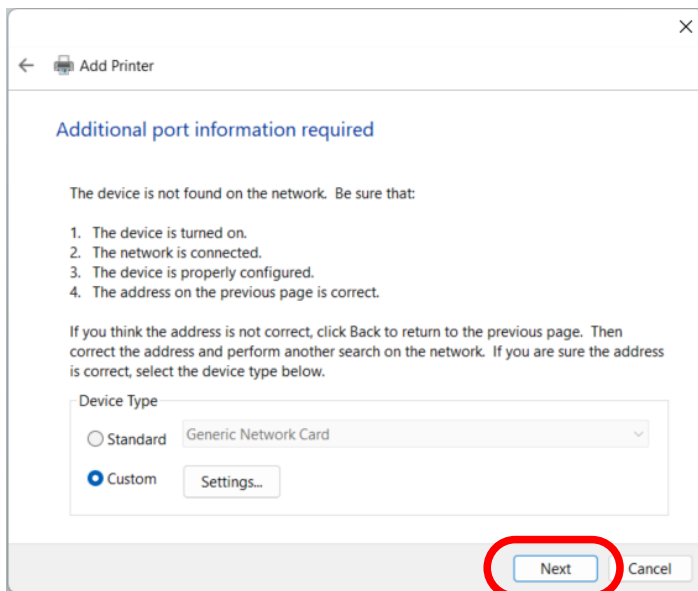 Add Printer
Additional port information required
The device is not found on the network. Be sure that:
1. The device is turned on.
2. The network is connected.
3. The device is properly configured.
4. The address on the previous page is correct.
If you think the address is not correct, click Back to return to the previous page. Then
correct the address and perform another search on the network. If you are sure the address
is correct, select the device type below.
Device Type
Standard Generic Network Card
Custom Settings...
Next Cancel